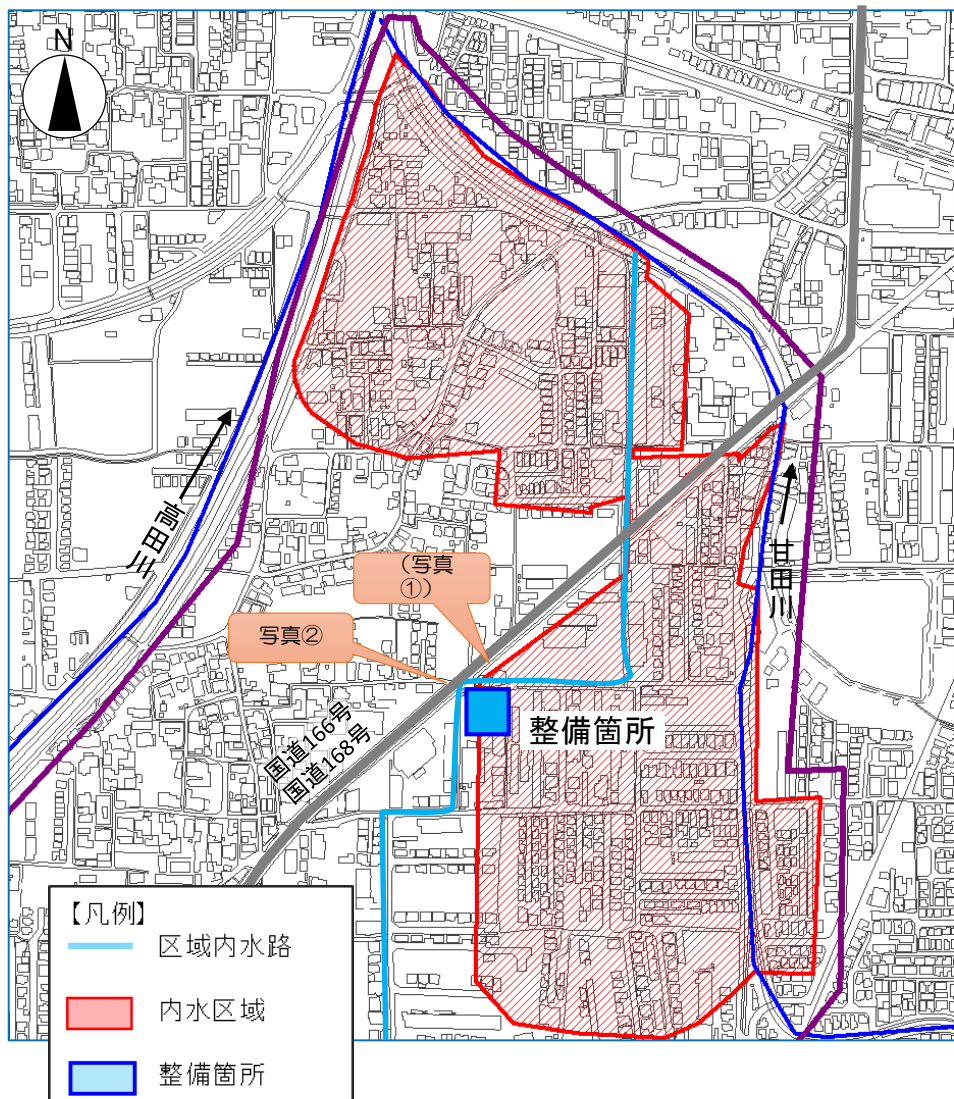 N
高田川
甘田川
（写真
①））
写真②
国道166号
国道168号
整備箇所
【凡例】
区域内水路
内水区域
整備箇所